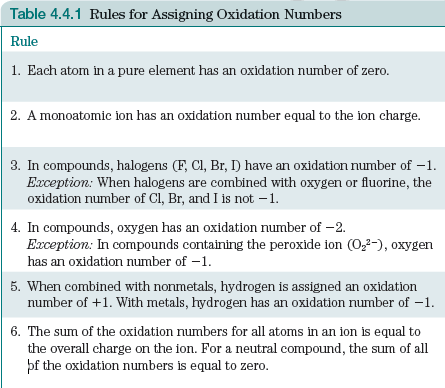 Table 4.4.1 Rules for Assigning Oxidation Numbers
Rule
1. Each atom in a pure element has an oxidation number of zero.
2. A monoatomic ion has an oxidation number equal to the ion charge.
3. In compounds, halogens (F, Cl, Br, I) have an oxidation number of −1.
Exception: When halogens are combined with oxygen or fluorine, the
oxidation number of Cl, Br, and I is not −1.
4. In compounds, oxygen has an oxidation number of −2.
Exception: In compounds containing the peroxide ion (O₂²⁻), oxygen
has an oxidation number of −1.
5. When combined with nonmetals, hydrogen is assigned an oxidation
number of +1. With metals, hydrogen has an oxidation number of −1.
6. The sum of the oxidation numbers for all atoms in an ion is equal to
the overall charge on the ion. For a neutral compound, the sum of all
of the oxidation numbers is equal to zero.